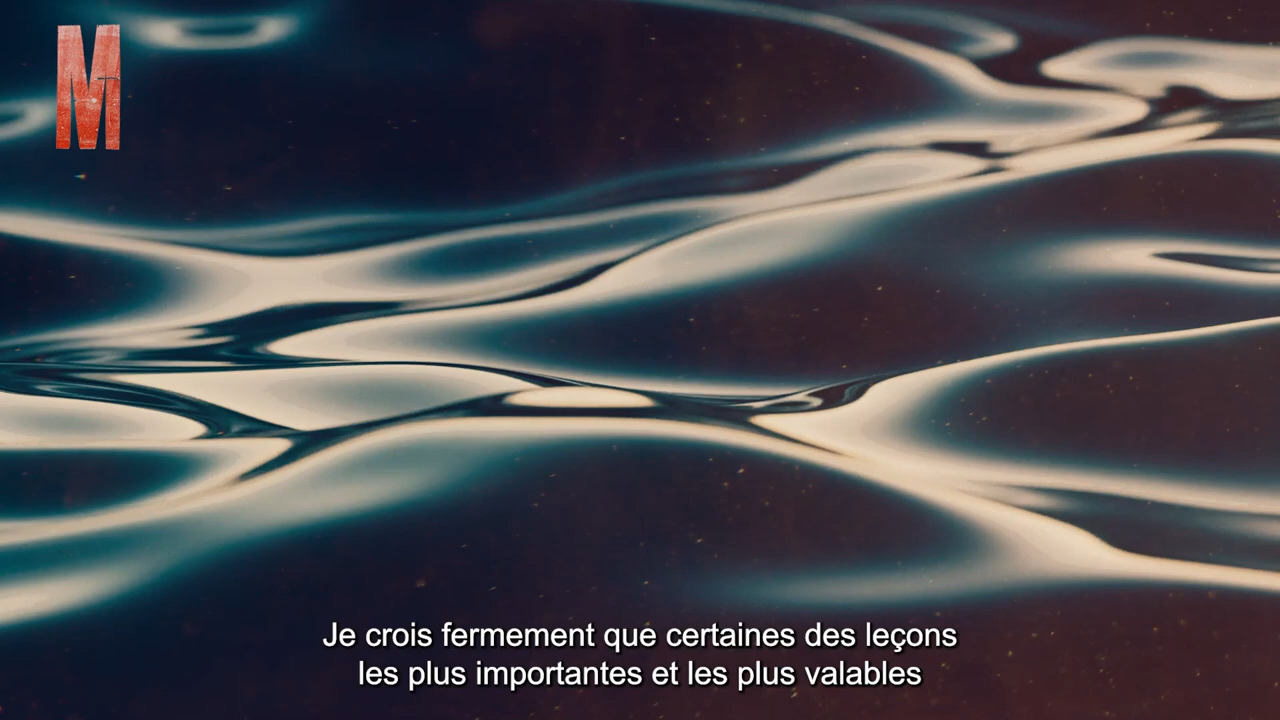 M
Je crois fermement que certaines des leçons
les plus importantes et les plus valables